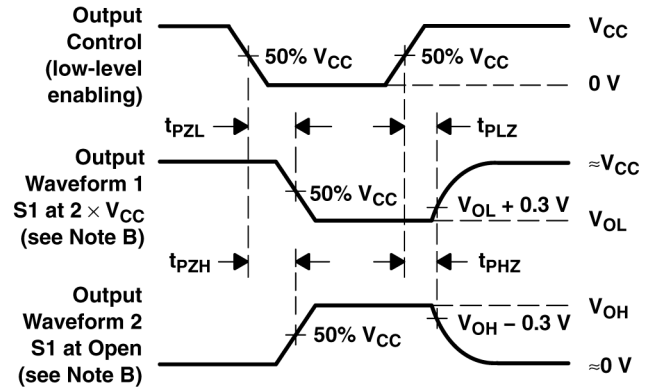 Output
Control
(low-level
enabling)
50% VCC
50% VCC
VCC
0 V
tPZL
tPLZ
Output
Waveform 1
S1 at 2 × VCC
(see Note B)
50% VCC
≈VCC
VOL + 0.3 V
VOL
tPZH
tPHZ
Output
Waveform 2
S1 at Open
(see Note B)
50% VCC
VOH
VOH − 0.3 V
≈0 V